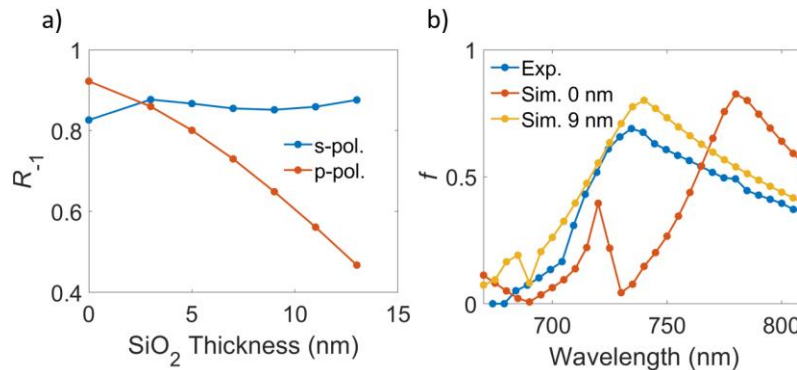 a)
1
0.8
0.6
0.4
R-1
0
5
10
15
SiO2 Thickness (nm)
s-pol.
p-pol.
b)
1
0.5
0
f
700
750
800
Wavelength (nm)
Exp.
Sim. 0 nm
Sim. 9 nm